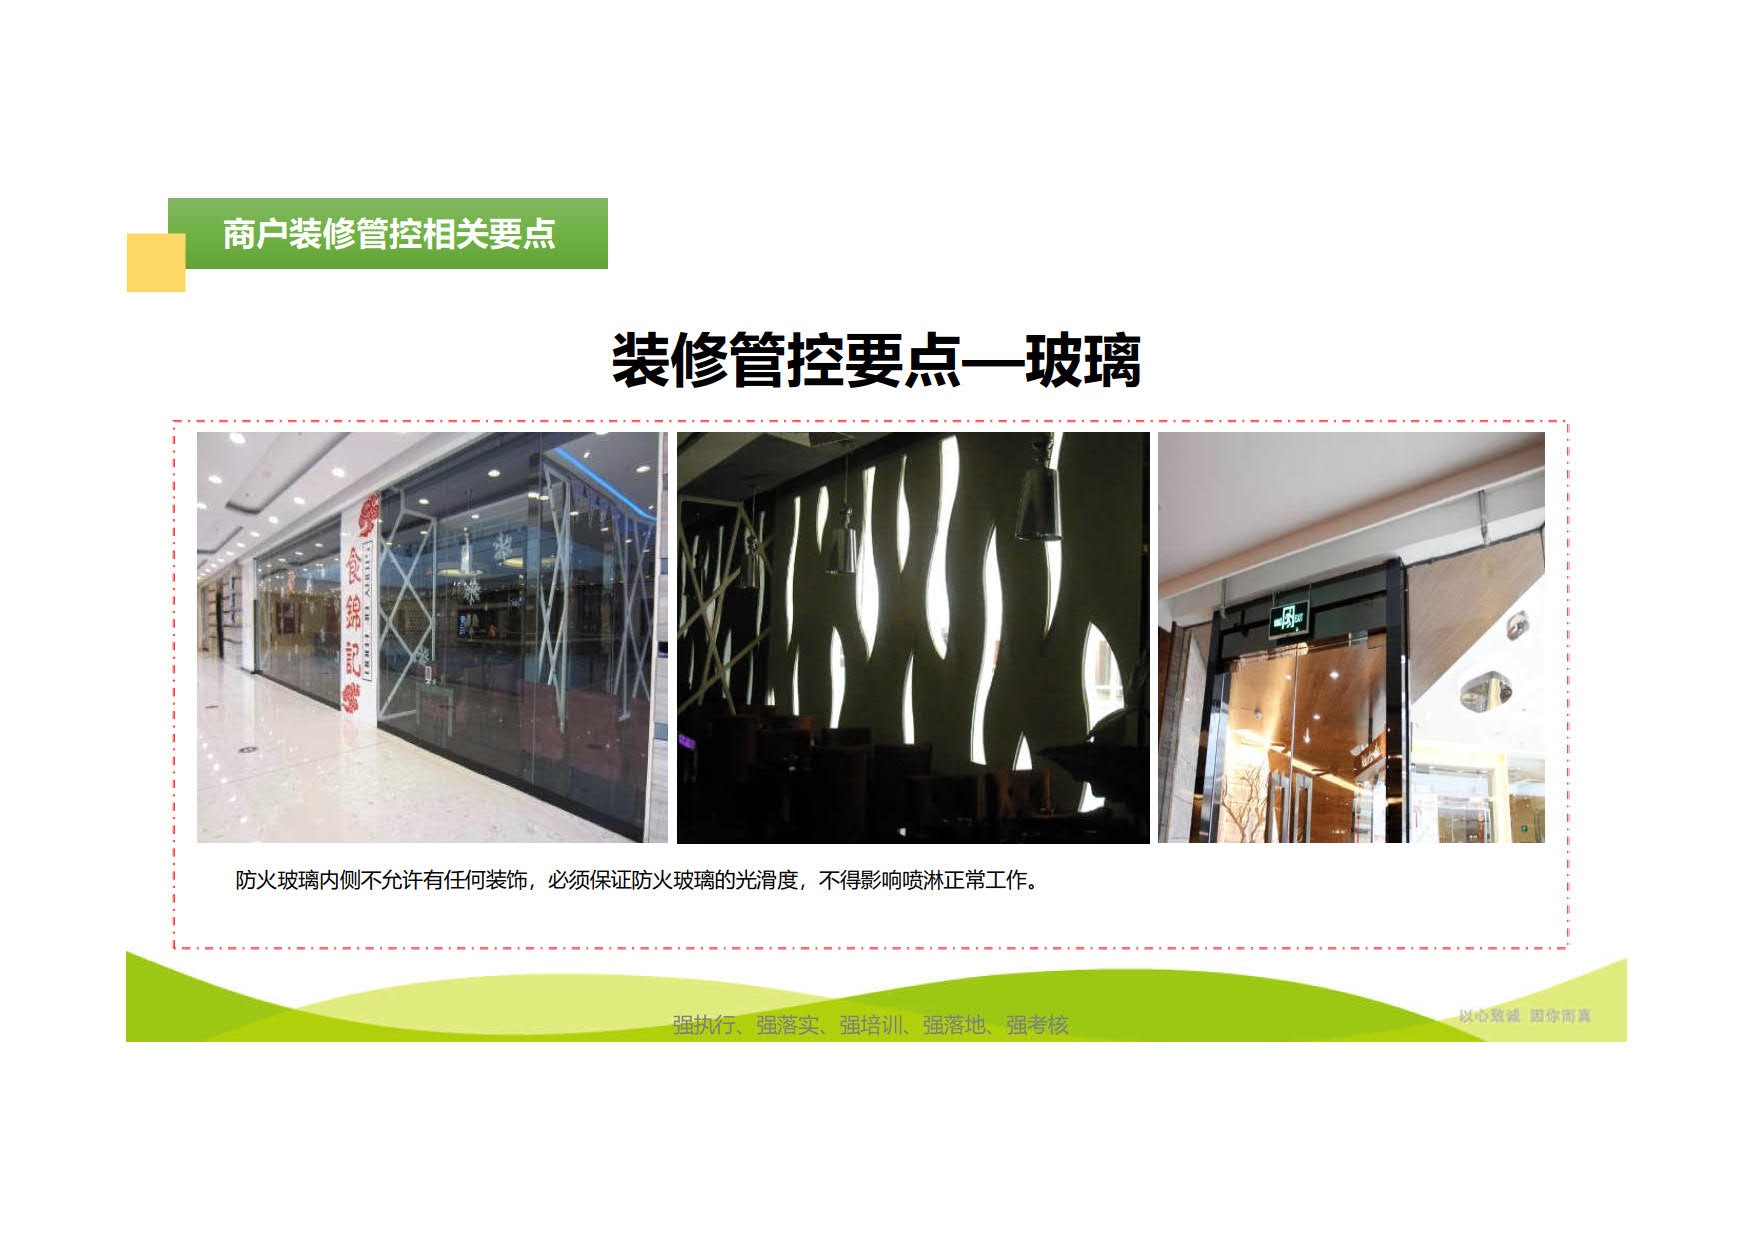 商户装修管控相关要点
装修管控要点—玻璃
食锦記
EXIT
防火玻璃内侧不允许有任何装饰，必须保证防火玻璃的光滑度，不得影响喷淋正常工作。
强执行、强落实、强培训、强落地、强考核
以心致诚 因你而真